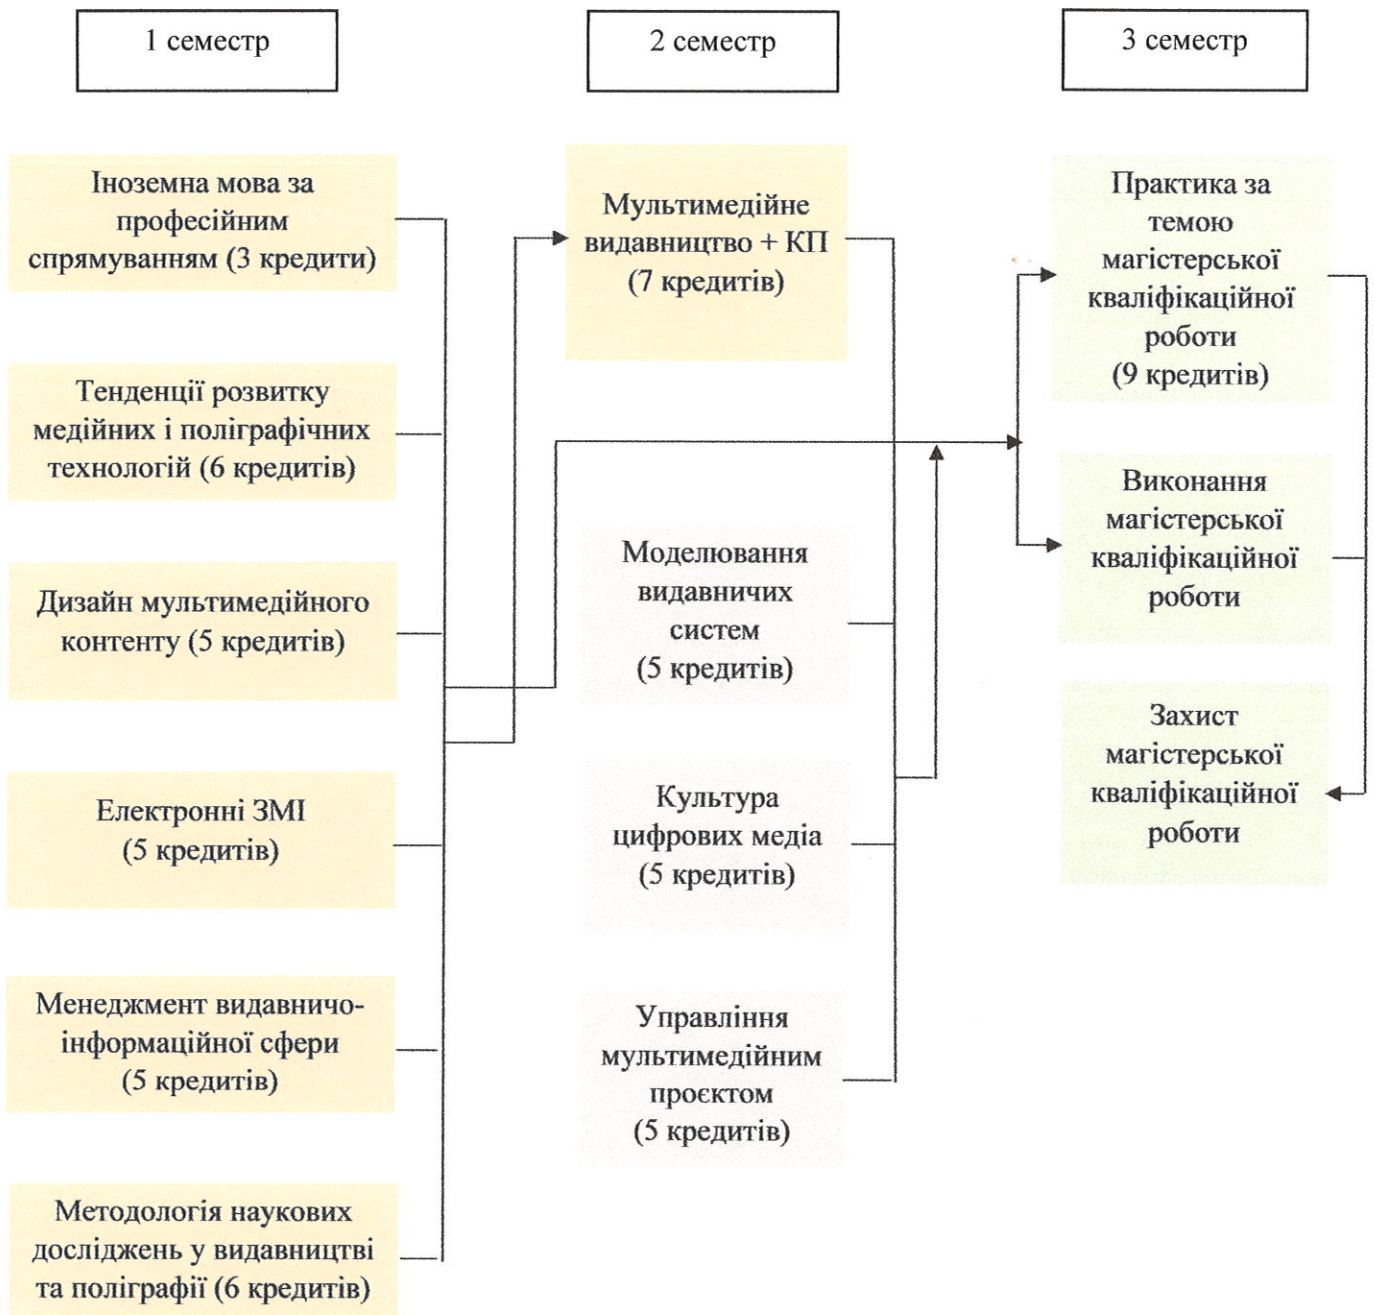 1 семестр
2 семестр
3 семестр
Іноземна мова за
професійним
спрямуванням (3 кредити)
Тенденції розвитку
медійних і поліграфічних
технологій (6 кредитів)
Дизайн мультимедійного
контенту (5 кредитів)
Електронні ЗМІ
(5 кредитів)
Менеджмент видавничо-
інформаційної сфери
(5 кредитів)
Методологія наукових
досліджень у видавництві
та поліграфії (6 кредитів)
Мультимедійне
видавництво + КП
(7 кредитів)
Моделювання
видавничих
систем
(5 кредитів)
Культура
цифрових медіа
(5 кредитів)
Управління
мультимедійним
проєктом
(5 кредитів)
Практика за
темою
магістерської
кваліфікаційної
роботи
(9 кредитів)
Виконання
магістерської
кваліфікаційної
роботи
Захист
магістерської
кваліфікаційної
роботи